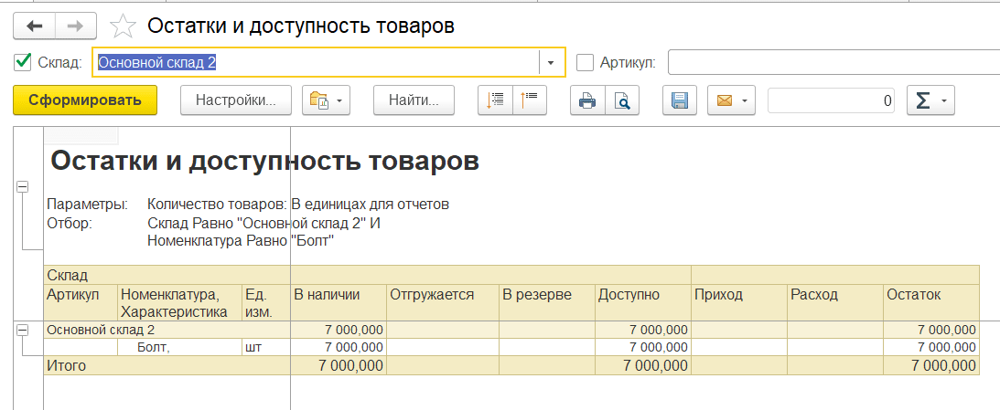 Остатки и доступность товаров
Склад: Основной склад 2 Артикул:
Сформировать Настройки... Найти... 0 Σ
Остатки и доступность товаров
Параметры: Количество товаров: В единицах для отчетов
Отбор: Склад Равно "Основной склад 2" И
Номенклатура Равно "Болт"
Склад
Артикул Номенклатура, Характеристика Ед. изм. В наличии Отгружается В резерве Доступно Приход Расход Остаток
Основной склад 2 7 000,000 7 000,000 7 000,000
Болт, шт 7 000,000 7 000,000 7 000,000
Итого 7 000,000 7 000,000 7 000,000